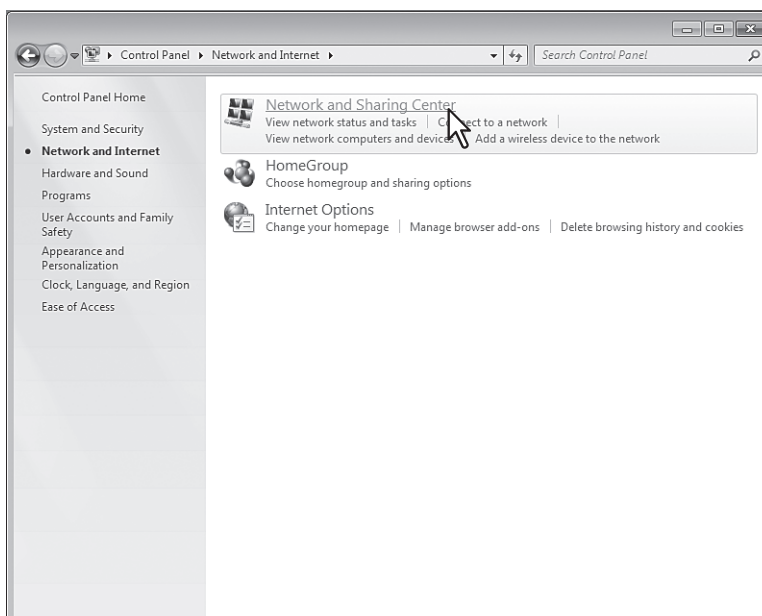 Control Panel Network and Internet Search Control Panel
Control Panel Home
System and Security
Network and Internet
Hardware and Sound
Programs
User Accounts and Family
Safety
Appearance and
Personalization
Clock, Language, and Region
Ease of Access
Network and Sharing Center
View network status and tasks | to a network |
View network computers and Add a wireless device to the network
HomeGroup
Choose homegroup and sharing options
Internet Options
Change your homepage | Manage browser add-ons | Delete browsing history and cookies